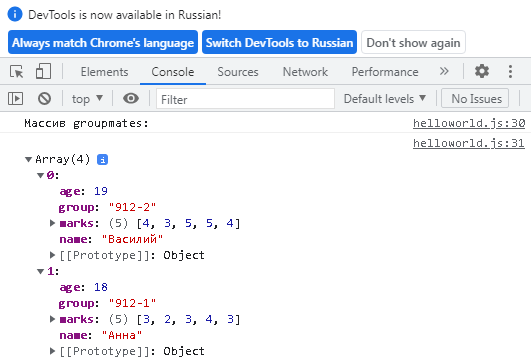 DevTools is now available in Russian!
Always match Chrome's language Switch DevTools to Russian Don't show again
Elements Console Sources Network Performance »
top Filter Default levels No Issues
Массив groupmates: helloworld.js:30
helloworld.js:31
Array(4) i
0:
age: 19
group: "912-2"
marks: (5) [4, 3, 5, 5, 4]
name: "Василий"
[[Prototype]]: Object
1:
age: 18
group: "912-1"
marks: (5) [3, 2, 3, 4, 3]
name: "Анна"
[[Prototype]]: Object